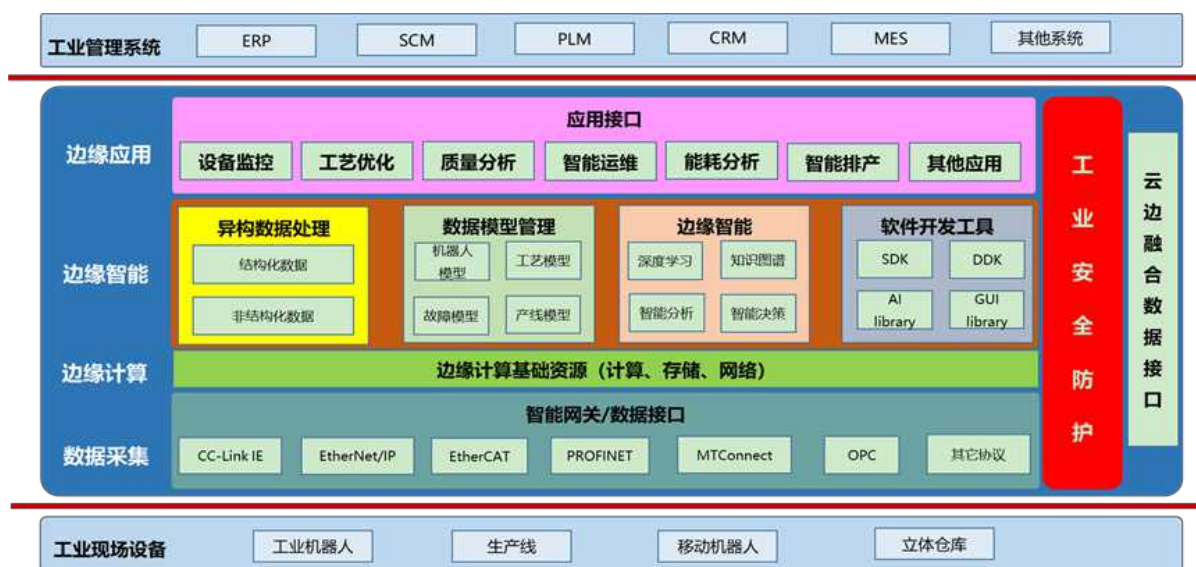 工业管理系统
ERP
SCM
PLM
CRM
MES
其他系统
边缘应用
应用接口
设备监控
工艺优化
质量分析
智能运维
能耗分析
智能排产
其他应用
边缘智能
异构数据处理
结构化数据
非结构化数据
数据模型管理
机器人
模型
工艺模型
故障模型
产线模型
边缘智能
深度学习
知识图谱
智能分析
智能决策
软件开发工具
SDK
DDK
AI
library
GUI
library
边缘计算
边缘计算基础资源（计算、存储、网络）
数据采集
智能网关/数据接口
CC-Link IE
EtherNet/IP
EtherCAT
PROFINET
MTConnect
OPC
其它协议
工业安全防护
云边融合数据接口
工业现场设备
工业机器人
生产线
移动机器人
立体仓库